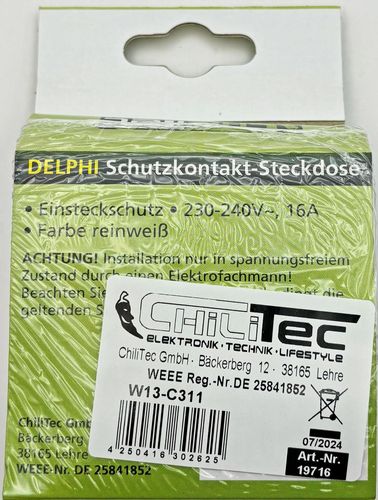 DELPHI Schutzkontakt-Steckdose
• Einsteckschutz • 230-240V~, 16A
• Farbe reinweiß
ACHTUNG! Installation nur in spannungsfreiem
Zustand durch einen Elektrofachmann!
Beachten Sie
geltenden S
CHiLiTEC
ELEKTRONIK • TECHNIK • LIFESTYLE
ChiliTec GmbH · Bäckerberg 12 · 38165 Lehre
WEEE Reg.-Nr.DE 25841852
W13-C311
4 250416 302625
07/2024
Art.-No.
19716
ChiliTec Gm
Bäckerberg
38165 Lehre
WEEE-Nr. DE 25841852